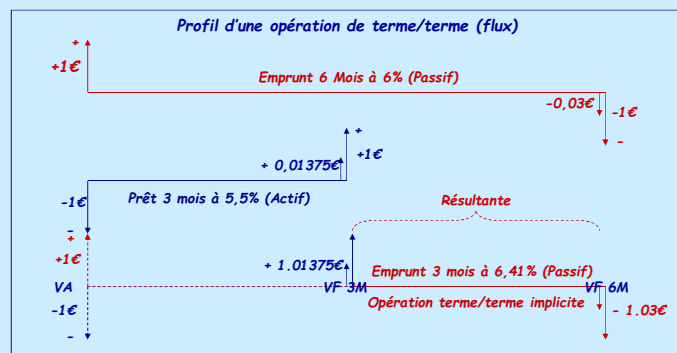 Profil d'une opération de terme/terme (flux)
+
+1€
Emprunt 6 Mois à 6% (Passif)
-0,03€
-1€
-
+
+ 0,01375€
+1€
-1€
Prêt 3 mois à 5,5% (Actif)
-
Résultante
+
+1€
+ 1.01375€
Emprunt 3 mois à 6,41% (Passif)
VA
VF 3M
VF 6M
-1€
Opération terme/terme implicite
- 1.03€
-